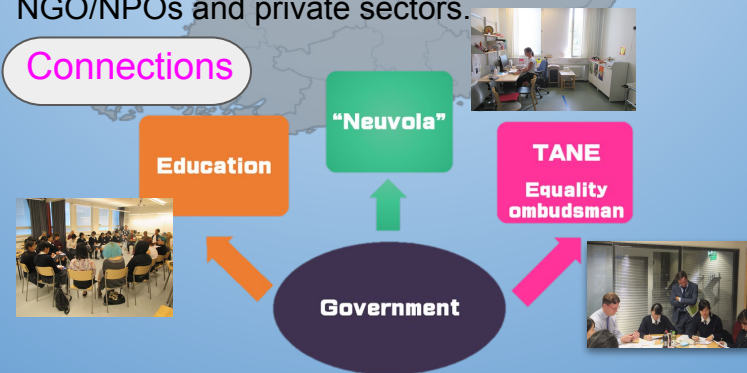 NGO/NPOs and private sectors.
Connections
“Neuvola”
Education
TANE
Equality
ombudsman
Government